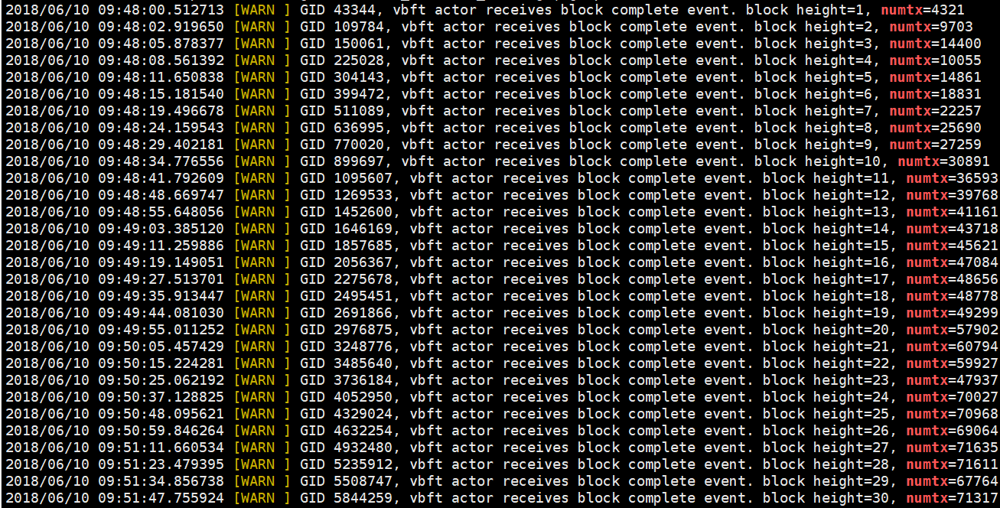 2018/06/10 09:48:00.512713 [WARN ] GID 43344, vbft actor receives block complete event. block height=1, numtx=4321
2018/06/10 09:48:02.919650 [WARN ] GID 109784, vbft actor receives block complete event. block height=2, numtx=9703
2018/06/10 09:48:05.878377 [WARN ] GID 150061, vbft actor receives block complete event. block height=3, numtx=14400
2018/06/10 09:48:08.561392 [WARN ] GID 225028, vbft actor receives block complete event. block height=4, numtx=10055
2018/06/10 09:48:11.650838 [WARN ] GID 304143, vbft actor receives block complete event. block height=5, numtx=14861
2018/06/10 09:48:15.181540 [WARN ] GID 399472, vbft actor receives block complete event. block height=6, numtx=18831
2018/06/10 09:48:19.496678 [WARN ] GID 511089, vbft actor receives block complete event. block height=7, numtx=22257
2018/06/10 09:48:24.159543 [WARN ] GID 636995, vbft actor receives block complete event. block height=8, numtx=25690
2018/06/10 09:48:29.402181 [WARN ] GID 770020, vbft actor receives block complete event. block height=9, numtx=27259
2018/06/10 09:48:34.776556 [WARN ] GID 899697, vbft actor receives block complete event. block height=10, numtx=30891
2018/06/10 09:48:41.792609 [WARN ] GID 1095607, vbft actor receives block complete event. block height=11, numtx=36593
2018/06/10 09:48:48.669747 [WARN ] GID 1269533, vbft actor receives block complete event. block height=12, numtx=39768
2018/06/10 09:48:55.648056 [WARN ] GID 1452600, vbft actor receives block complete event. block height=13, numtx=41161
2018/06/10 09:49:03.385120 [WARN ] GID 1646169, vbft actor receives block complete event. block height=14, numtx=43718
2018/06/10 09:49:11.259886 [WARN ] GID 1857685, vbft actor receives block complete event. block height=15, numtx=45621
2018/06/10 09:49:19.149051 [WARN ] GID 2056367, vbft actor receives block complete event. block height=16, numtx=47084
2018/06/10 09:49:27.513701 [WARN ] GID 2275678, vbft actor receives block complete event. block height=17, numtx=48656
2018/06/10 09:49:35.913447 [WARN ] GID 2495451, vbft actor receives block complete event. block height=18, numtx=48778
2018/06/10 09:49:44.081030 [WARN ] GID 2691866, vbft actor receives block complete event. block height=19, numtx=49299
2018/06/10 09:49:55.011252 [WARN ] GID 2976875, vbft actor receives block complete event. block height=20, numtx=57902
2018/06/10 09:50:05.457429 [WARN ] GID 3248776, vbft actor receives block complete event. block height=21, numtx=60794
2018/06/10 09:50:15.224281 [WARN ] GID 3485640, vbft actor receives block complete event. block height=22, numtx=59927
2018/06/10 09:50:25.062192 [WARN ] GID 3736184, vbft actor receives block complete event. block height=23, numtx=47937
2018/06/10 09:50:37.128825 [WARN ] GID 4052950, vbft actor receives block complete event. block height=24, numtx=70027
2018/06/10 09:50:48.095621 [WARN ] GID 4329024, vbft actor receives block complete event. block height=25, numtx=70968
2018/06/10 09:50:59.846264 [WARN ] GID 4632254, vbft actor receives block complete event. block height=26, numtx=69064
2018/06/10 09:51:11.660534 [WARN ] GID 4932480, vbft actor receives block complete event. block height=27, numtx=71635
2018/06/10 09:51:23.479395 [WARN ] GID 5235912, vbft actor receives block complete event. block height=28, numtx=71611
2018/06/10 09:51:34.856738 [WARN ] GID 5508747, vbft actor receives block complete event. block height=29, numtx=67764
2018/06/10 09:51:47.755924 [WARN ] GID 5844259, vbft actor receives block complete event. block height=30, numtx=71317